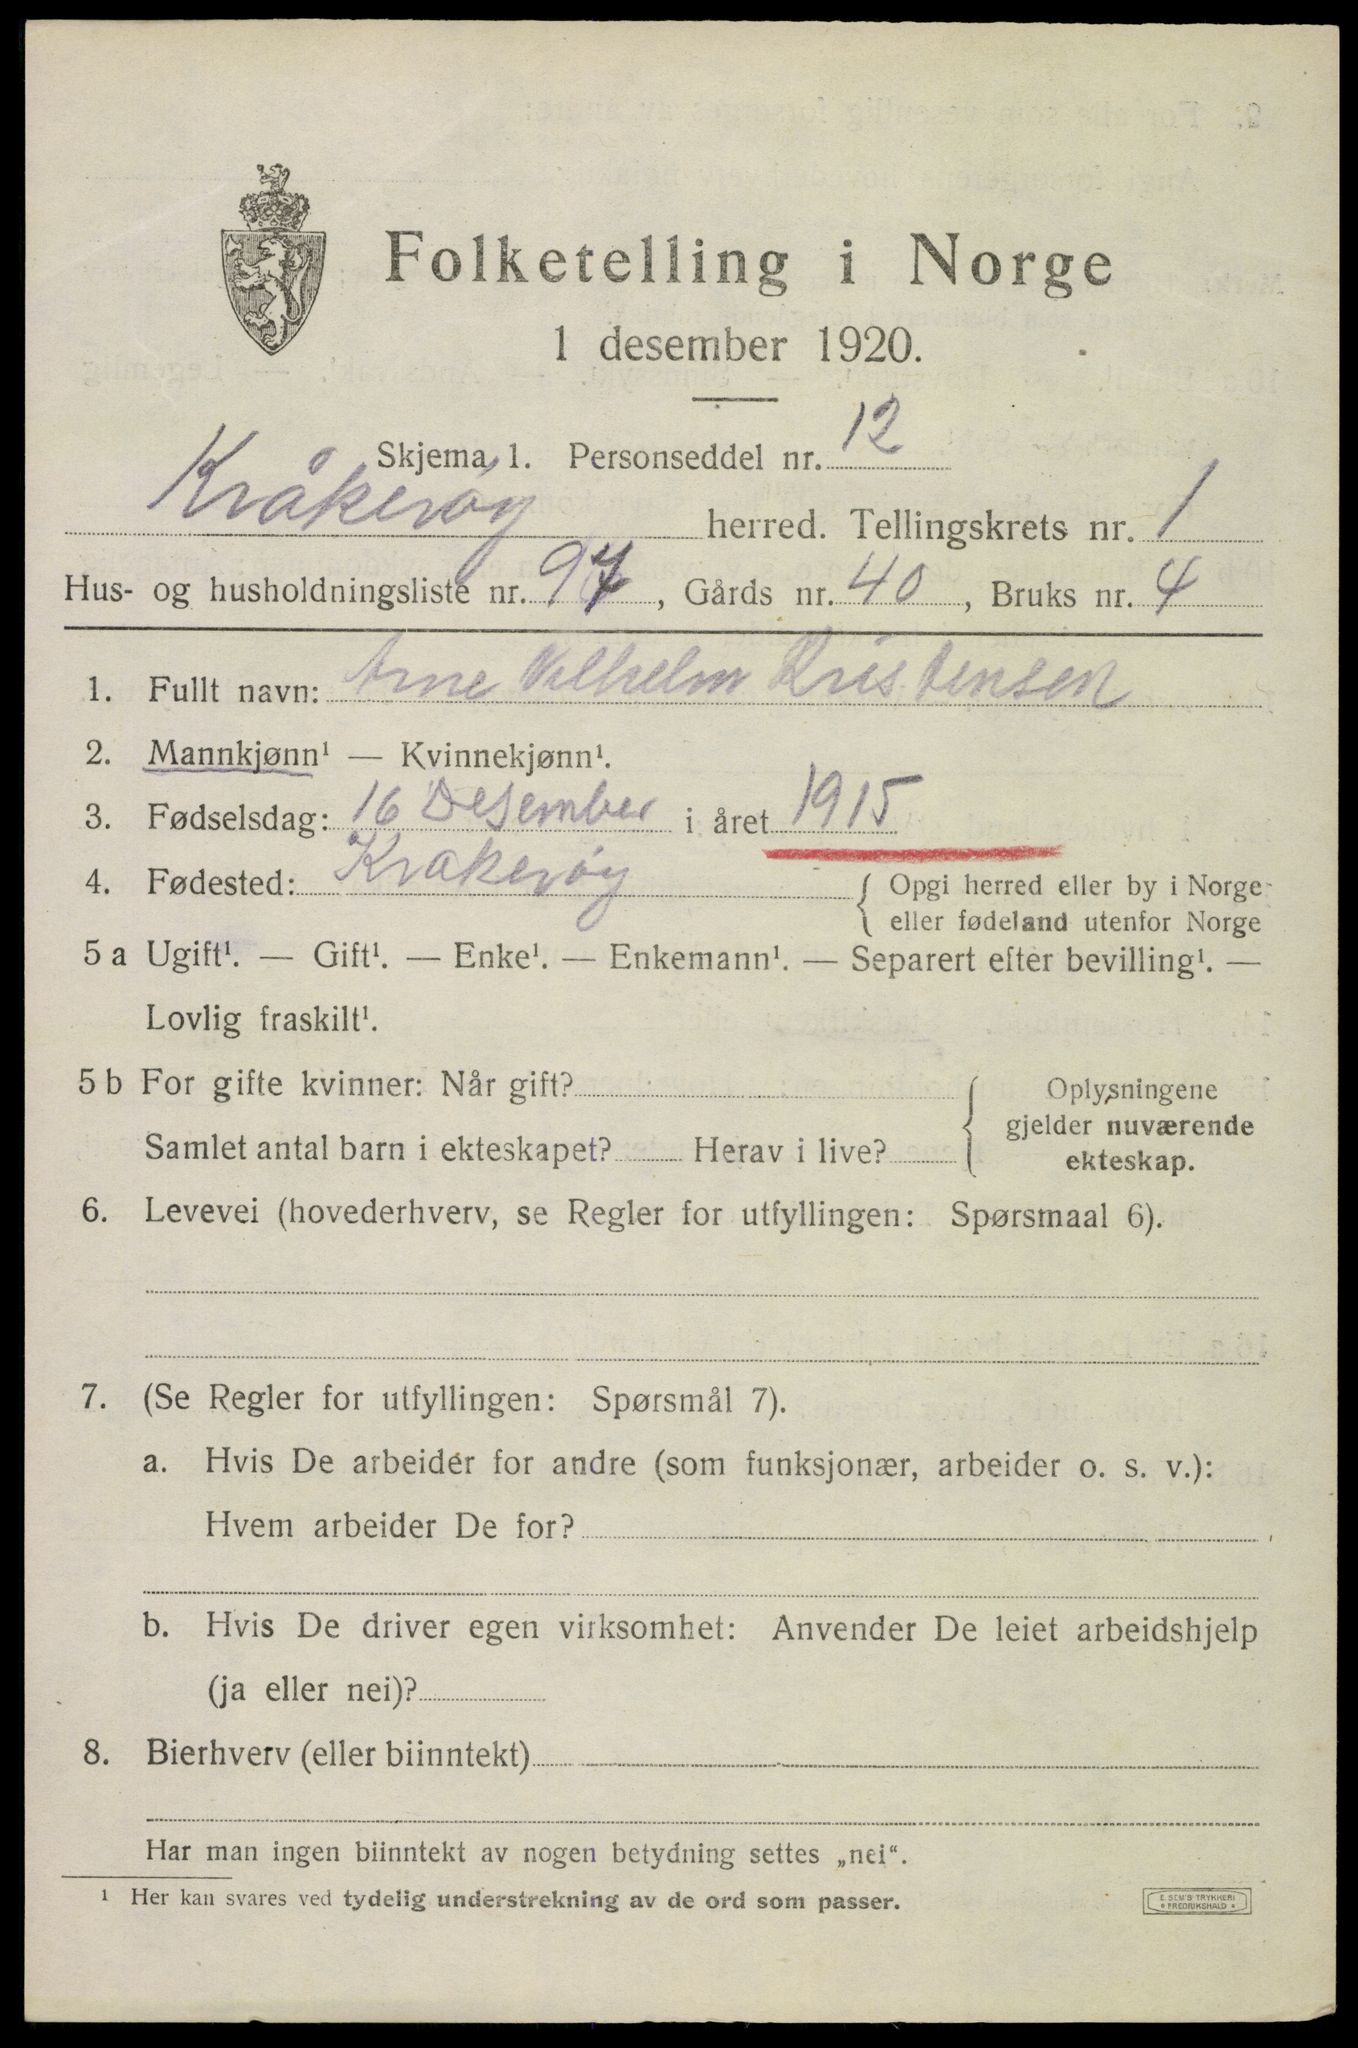 Folketelling i Norge
1 desember 1920.
Skjema 1. Personseddel nr. 12
Kråkerøy herred. Tellingskrets nr. 1
Hus- og husholdningsliste nr. 97, Gårds nr. 40, Bruks nr. 4
1. Fullt navn: Arne Vilhelm Kristensen
2. Mannkjønn¹ — Kvinnekjønn¹.
3. Fødselsdag: 16 Desember i året 1915
4. Fødested: Krakerøy { Opgi herred eller by i Norge
eller fødeland utenfor Norge
5 a Ugift¹. — Gift¹. — Enke¹. — Enkemann¹. — Separert efter bevilling¹. —
Lovlig fraskilt¹.
5 b For gifte kvinner: Når gift?
Samlet antal barn i ekteskapet? Herav i live?
{ Oplysningene
gjelder nuværende
ekteskap.
6. Levevei (hovederhverv, se Regler for utfyllingen: Spørsmaal 6).
7. (Se Regler for utfyllingen: Spørsmål 7).
a. Hvis De arbeider for andre (som funksjonær, arbeider o. s. v.):
Hvem arbeider De for?
b. Hvis De driver egen virksomhet: Anvender De leiet arbeidshjelp
(ja eller nei)?
8. Bierhverv (eller biinntekt)
Har man ingen biinntekt av nogen betydning settes „nei“.
¹ Her kan svares ved tydelig understrekning av de ord som passer.
E. SEM'S TRYKKERI
* FREDRIKSHALD *